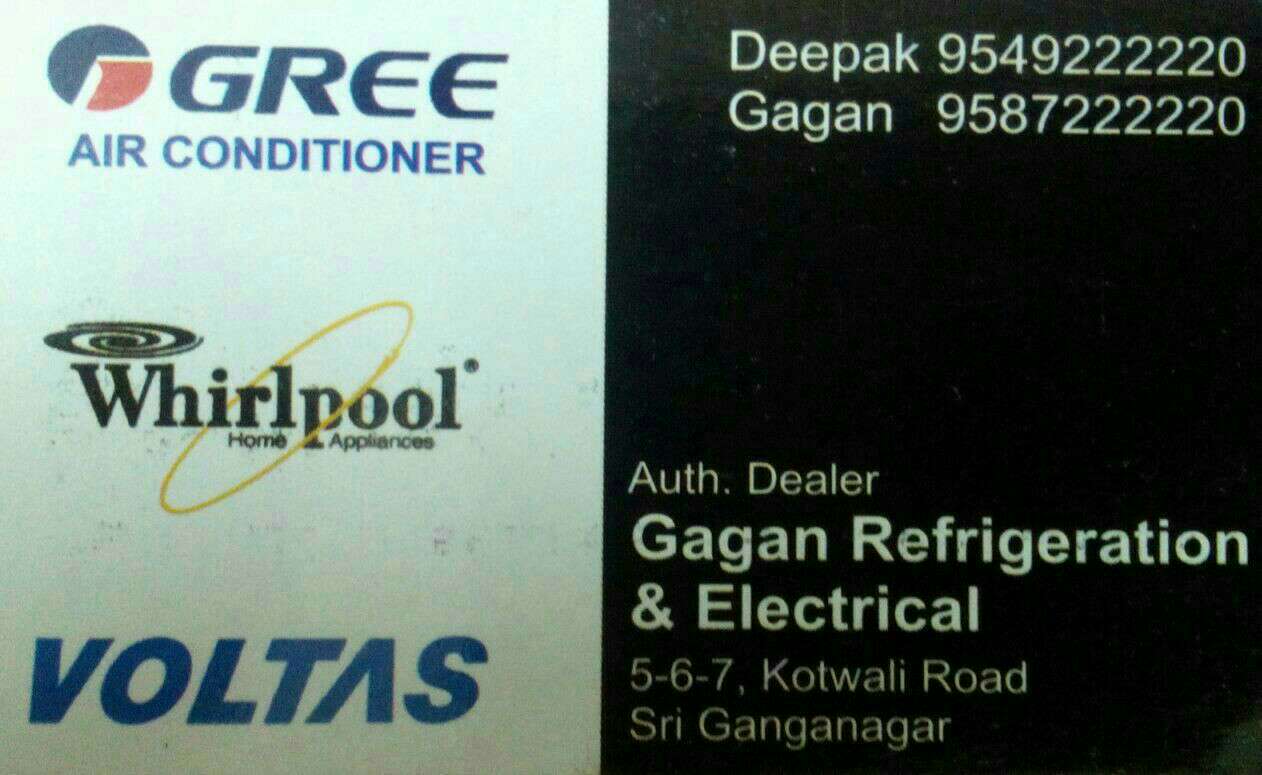 GREE
AIR CONDITIONER
Whirlpool®
Home Appliances
VOLTAS
Deepak 9549222220
Gagan 9587222220
Auth. Dealer
Gagan Refrigeration
& Electrical
5-6-7, Kotwali Road
Sri Ganganagar